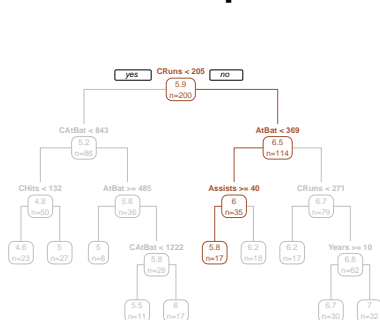 yes CRuns < 205 no
5.9
n=200
CAtBat < 843 AtBat < 369
5.2 6.5
n=86 n=114
CHits < 132 AtBat >= 485 Assists >= 40 CRuns < 271
4.8 5.6 6 6.7
n=50 n=36 n=35 n=79
4.6 5 5 CAtBat < 1222 5.8 6.2 6.2 Years >= 10
n=23 n=27 n=8 5.8 n=17 n=18 n=17 6.8
n=28 n=62
5.5 6 6.7 7
n=11 n=17 n=30 n=32